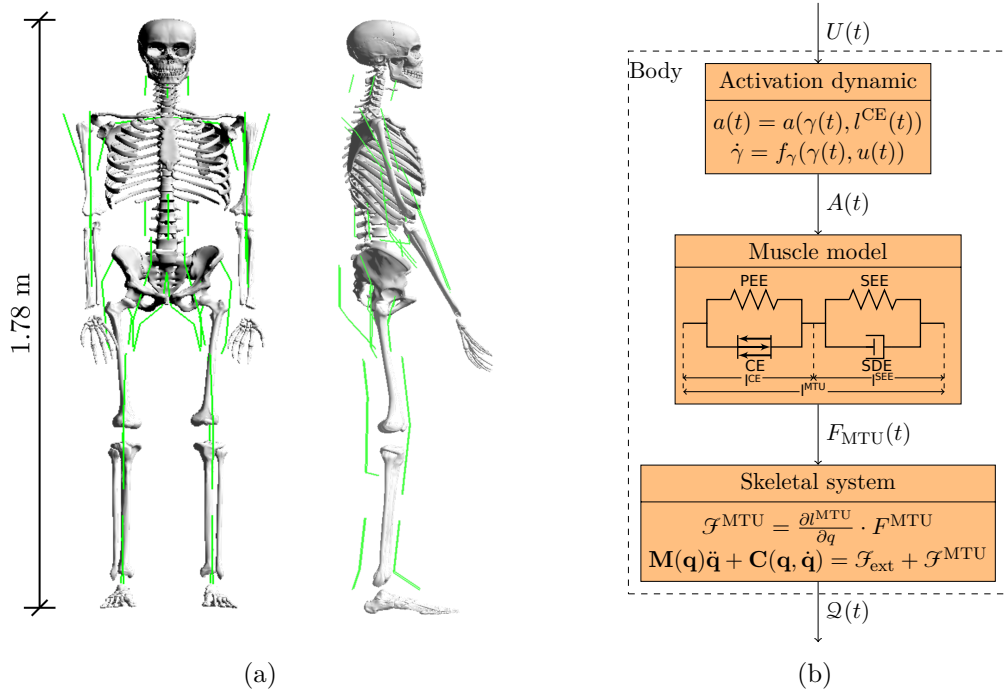 1.78 m
(a)
U(t)
Body
Activation dynamic
a(t) = a(γ(t), l^CE(t))
γ̇ = f_γ(γ(t), u(t))
A(t)
Muscle model
PEE SEE
CE SDE
l^CE l^SEE
l^MTU
F_MTU(t)
Skeletal system
ℱ^MTU = ∂l^MTU/∂q · F^MTU
M(q)q̈ + C(q, q̇) = ℱ_ext + ℱ^MTU
𝒬(t)
(b)